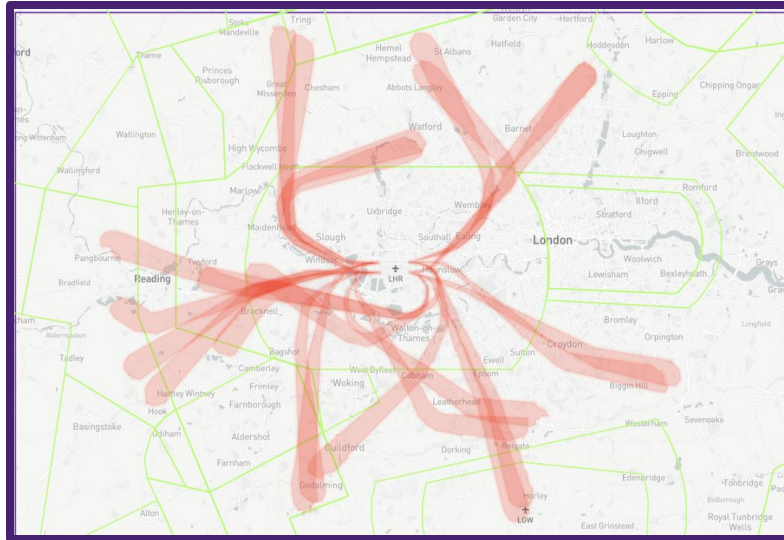 Stoke
Mandeville
Tring
Garden City
Hertford
Thame
Hemel
Hempstead
St Albans
Hatfield
Hoddesdon
Harlow
Princes
Risborough
Great
Missenden
Chesham
Abbots Langley
Epping
Chipping Ongar
Watlington
Watford
Barnet
Loughton
Chigwell
Brentwood
High Wycombe
Wallingford
Flackwell Heath
Marlow
Romford
Henley-on-
Thames
Uxbridge
Wembley
Ilford
Stratford
Maidenhead
Slough
Southall
Ealing
London
Pangbourne
Twyford
Windsor
Woolwich
Grays
Reading
LHR
Hounslow
Lewisham
Bexleyheath
Bradfield
Bracknell
Bromley
Longfield
Aldermaston
Walton-on-
Thames
Orpington
Tadley
Bagshot
Sutton
Croydon
Ewell
Camberley
West Byfleet
Cobham
Epsom
Biggin Hill
Hartley Wintney
Frimley
Woking
Hook
Farnborough
Leatherhead
Basingstoke
Sevenoaks
Westerham
Odiham
Aldershot
Guildford
Dorking
Reigate
Farnham
Edenbridge
Tonbridge
Godalming
Horley
Bidborough
Alton
LGW
East Grinstead
Royal Tunbridge
Wells